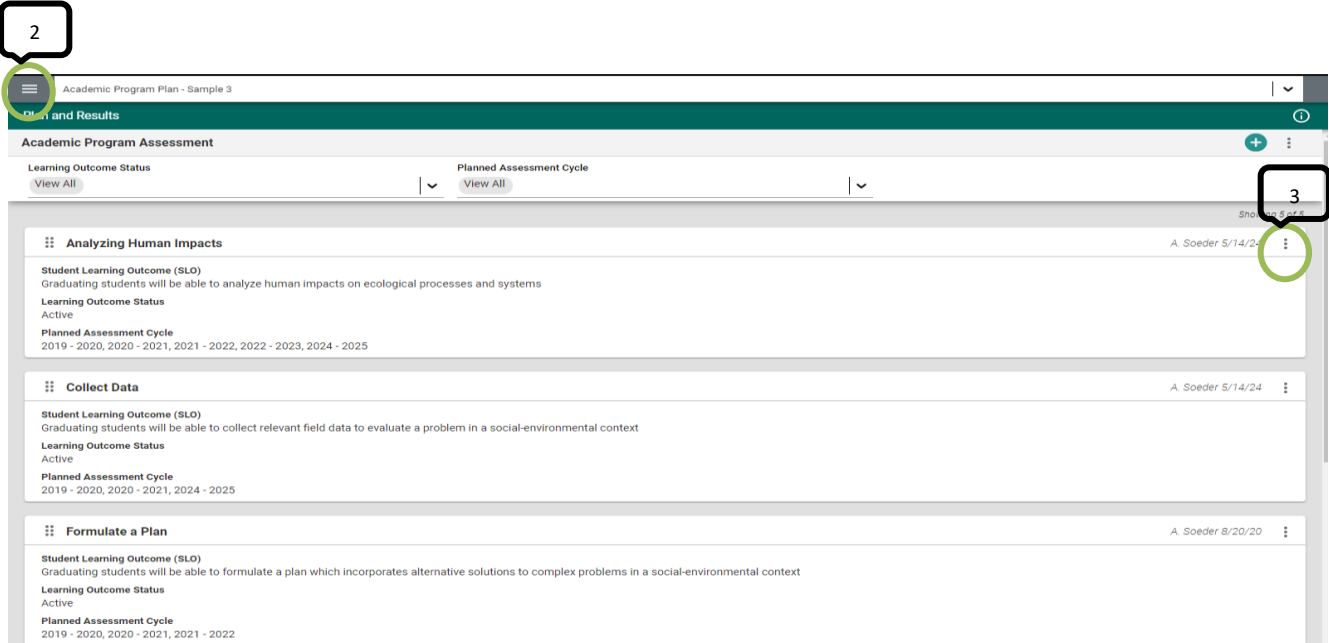 2
Academic Program Plan - Sample 3
Plan and Results
Academic Program Assessment
Learning Outcome Status
Planned Assessment Cycle
View All
View All
3
Showing 5 of 5
Analyzing Human Impacts
A. Soeder 5/14/24
Student Learning Outcome (SLO)
Graduating students will be able to analyze human impacts on ecological processes and systems
Learning Outcome Status
Active
Planned Assessment Cycle
2019 - 2020, 2020 - 2021, 2021 - 2022, 2022 - 2023, 2024 - 2025
Collect Data
A. Soeder 5/14/24
Student Learning Outcome (SLO)
Graduating students will be able to collect relevant field data to evaluate a problem in a social-environmental context
Learning Outcome Status
Active
Planned Assessment Cycle
2019 - 2020, 2020 - 2021, 2024 - 2025
Formulate a Plan
A. Soeder 8/20/20
Student Learning Outcome (SLO)
Graduating students will be able to formulate a plan which incorporates alternative solutions to complex problems in a social-environmental context
Learning Outcome Status
Active
Planned Assessment Cycle
2019 - 2020, 2020 - 2021, 2021 - 2022